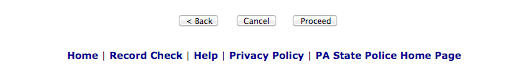 < Back Cancel Proceed
Home | Record Check | Help | Privacy Policy | PA State Police Home Page